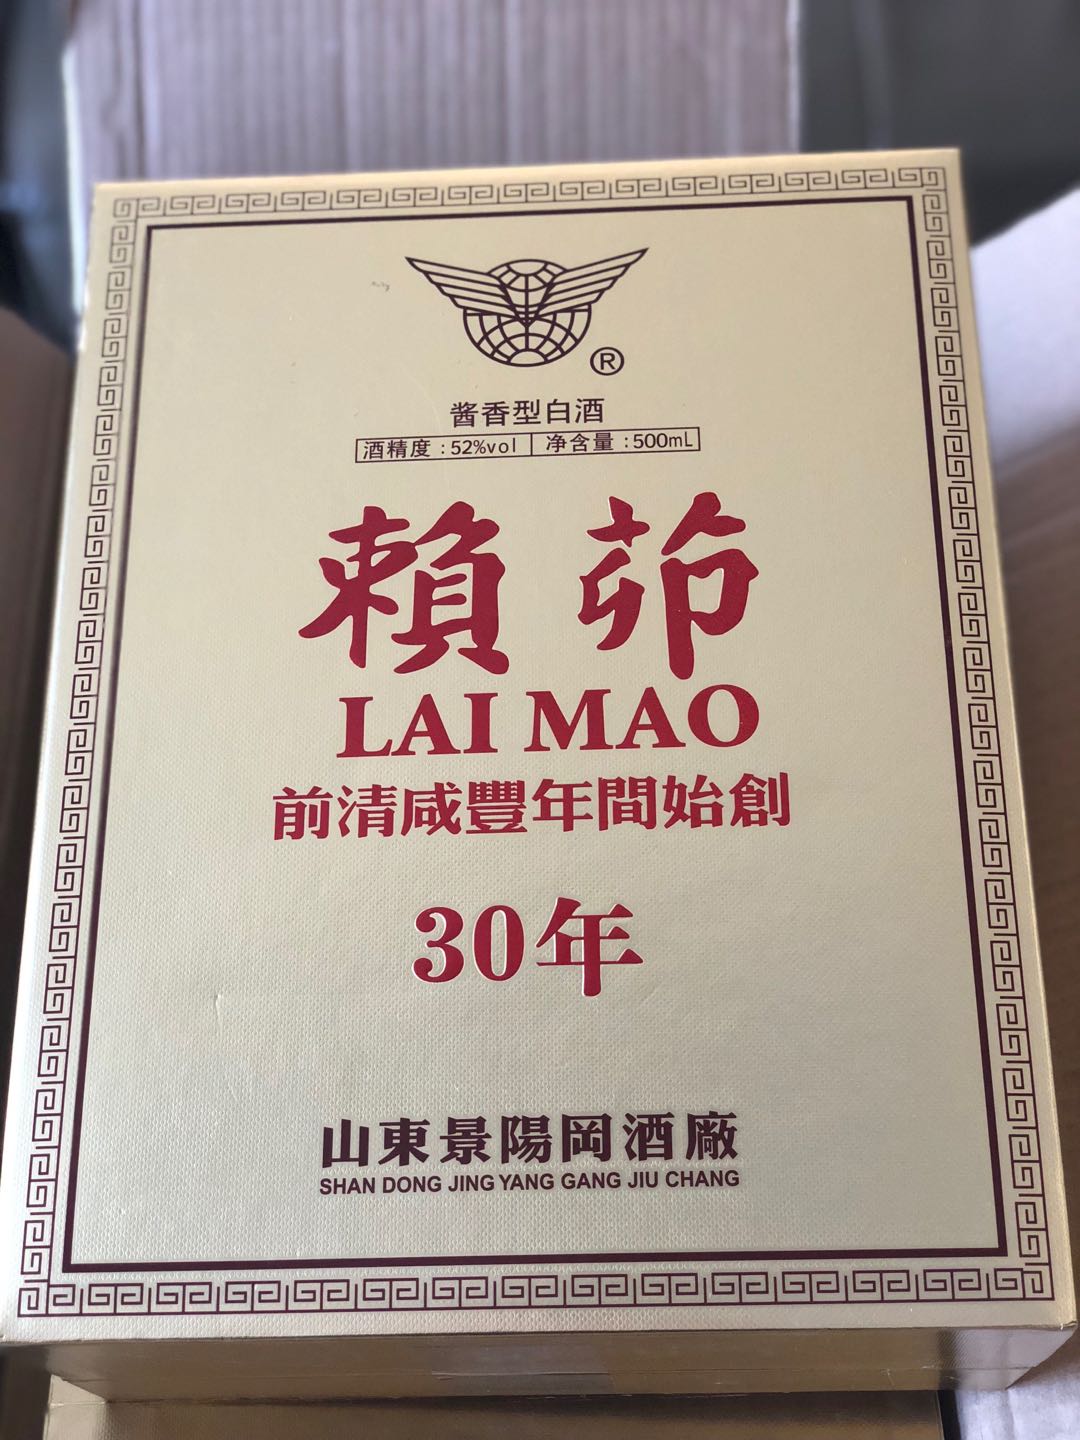 ®
酱香型白酒
酒精度:52%vol 净含量:500mL
賴茆
LAI MAO
前清咸豐年間始創
30年
山東景陽岡酒廠
SHAN DONG JING YANG GANG JIU CHANG